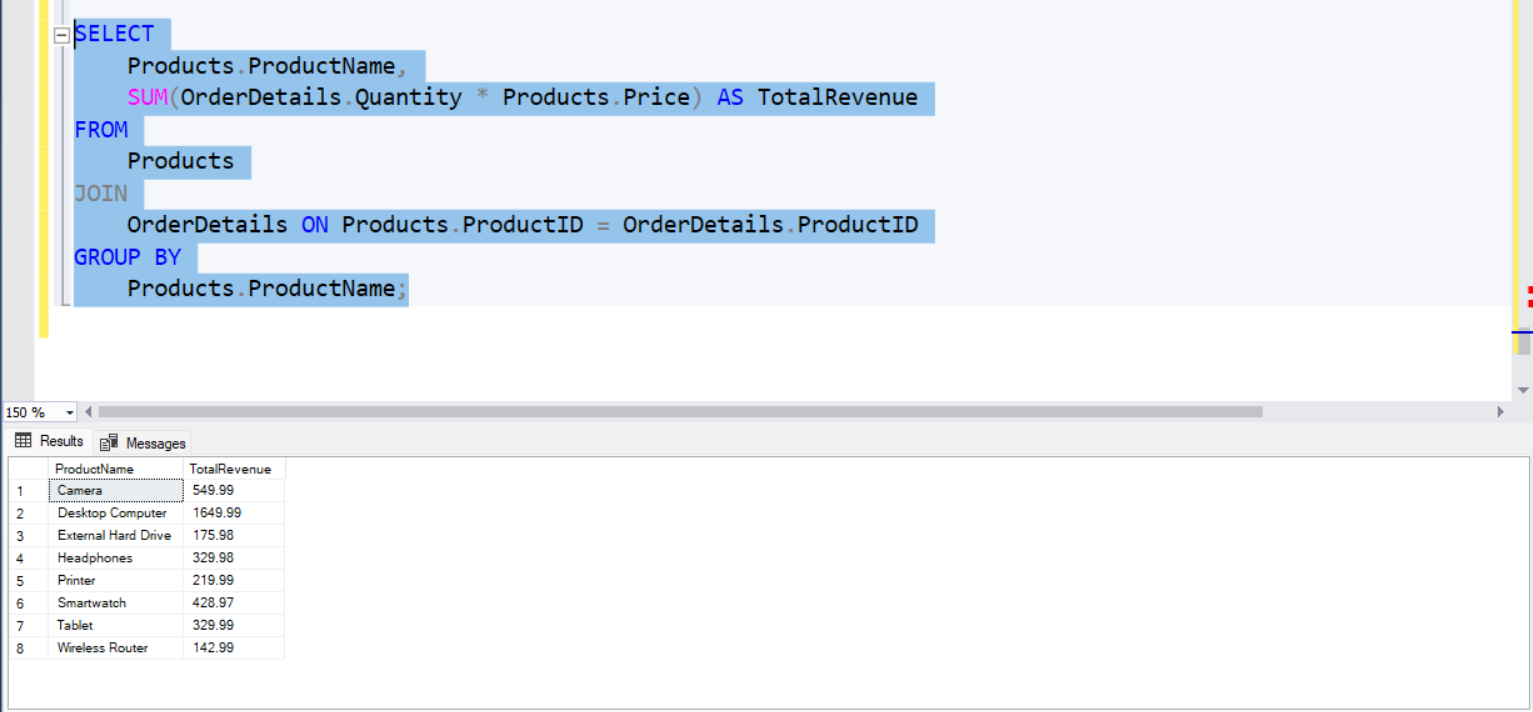 SELECT
Products.ProductName,
SUM(OrderDetails.Quantity * Products.Price) AS TotalRevenue
FROM
Products
JOIN
OrderDetails ON Products.ProductID = OrderDetails.ProductID
GROUP BY
Products.ProductName;
150 %
Results Messages
ProductName TotalRevenue
1 Camera 549.99
2 Desktop Computer 1649.99
3 External Hard Drive 175.98
4 Headphones 329.98
5 Printer 219.99
6 Smartwatch 428.97
7 Tablet 329.99
8 Wireless Router 142.99